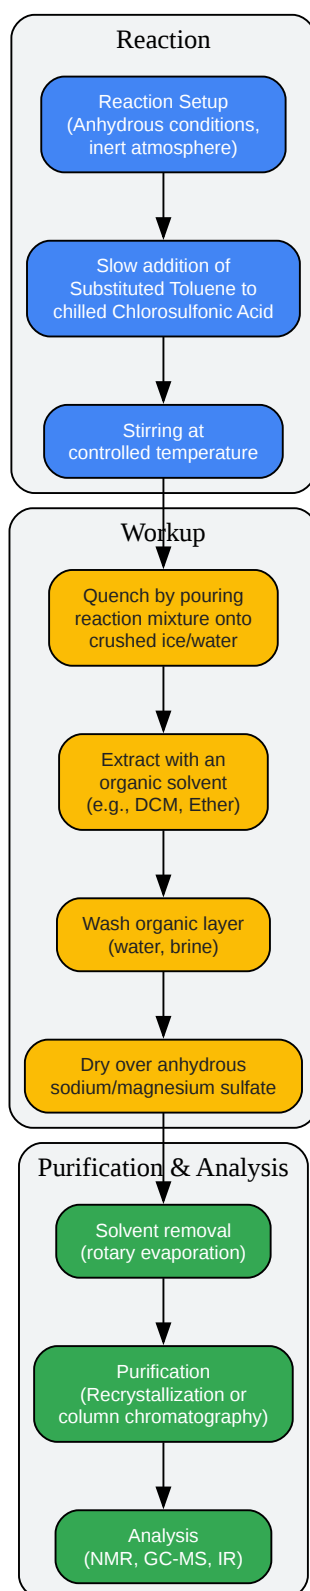 Reaction
Reaction Setup
(Anhydrous conditions,
inert atmosphere)
Slow addition of
Substituted Toluene to
chilled Chlorosulfonic Acid
Stirring at
controlled temperature
Workup
Quench by pouring
reaction mixture onto
crushed ice/water
Extract with an
organic solvent
(e.g., DCM, Ether)
Wash organic layer
(water, brine)
Dry over anhydrous
sodium/magnesium sulfate
Purification & Analysis
Solvent removal
(rotary evaporation)
Purification
(Recrystallization or
column chromatography)
Analysis
(NMR, GC-MS, IR)